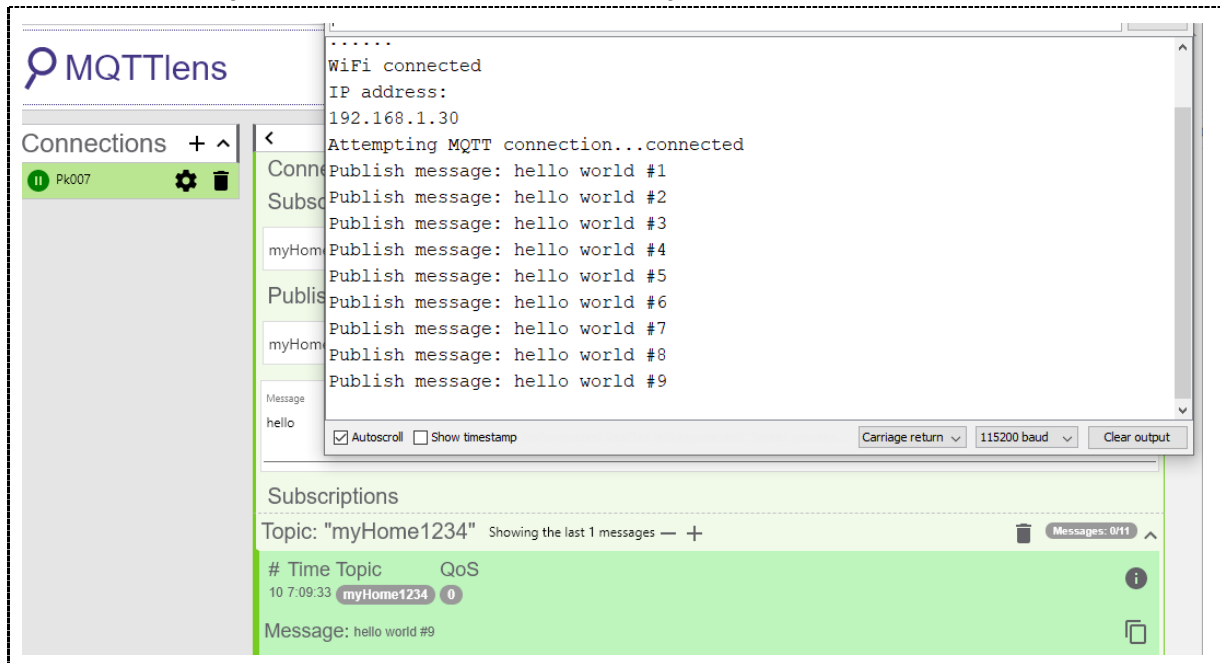 MQTTlens
Connections
Pk007
......
WiFi connected
IP address:
192.168.1.30
Attempting MQTT connection...connected
Publish message: hello world #1
Publish message: hello world #2
Publish message: hello world #3
Publish message: hello world #4
Publish message: hello world #5
Publish message: hello world #6
Publish message: hello world #7
Publish message: hello world #8
Publish message: hello world #9
Autoscroll Show timestamp Carriage return 115200 baud Clear output
Conne
Subsc
myHom
Publis
myHom
Message
hello
Subscriptions
Topic: "myHome1234" Showing the last 1 messages — + Messages: 0/11
# Time Topic QoS
10 7:09:33 myHome1234 0
Message: hello world #9